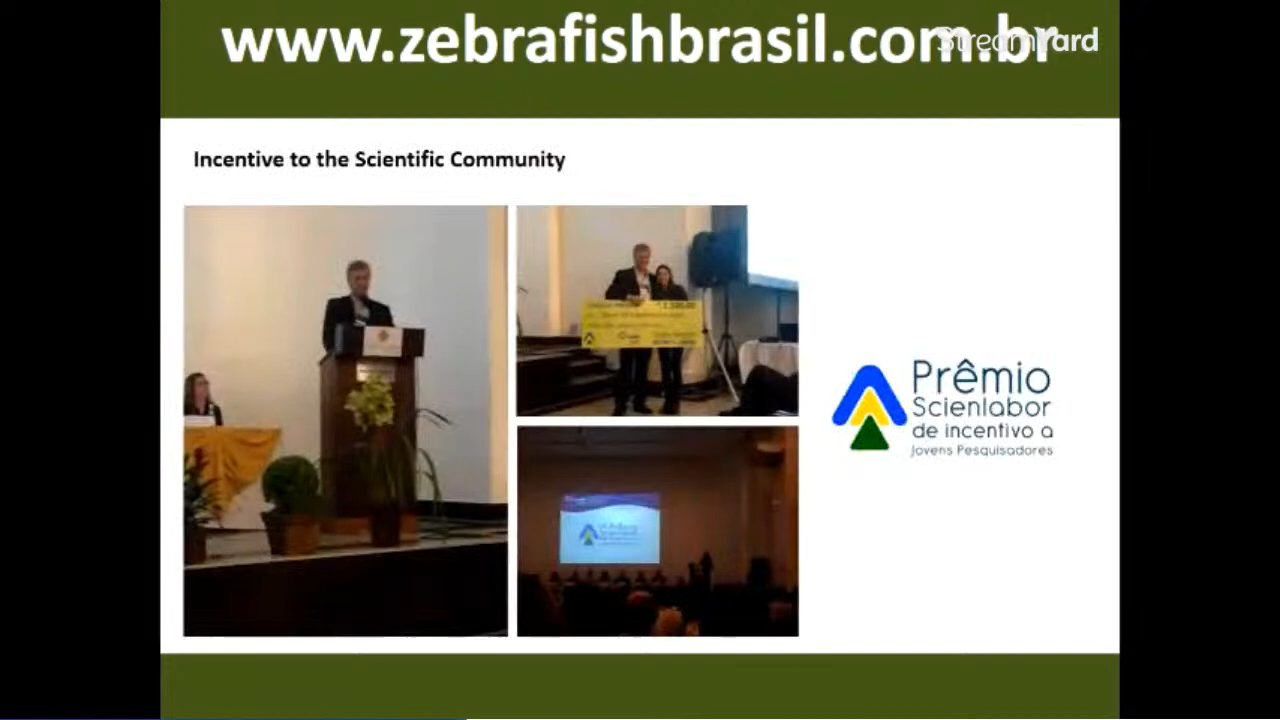 www.zebrafishbrasil.com.br
StreamYard
Incentive to the Scientific Community
Prêmio
Scienlabor
de incentivo a
Jovens Pesquisadores